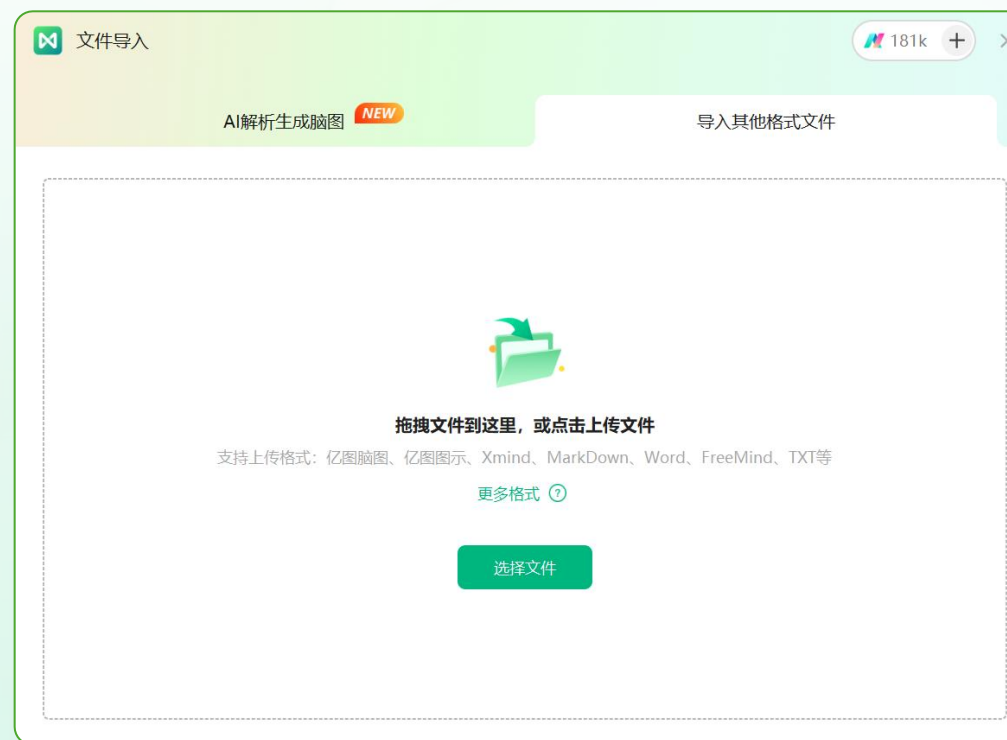 文件导入
181k
AI解析生成脑图
NEW
导入其他格式文件
拖拽文件到这里，或点击上传文件
支持上传格式：亿图脑图、亿图图示、Xmind、MarkDown、Word、FreeMind、TXT等
更多格式
选择文件